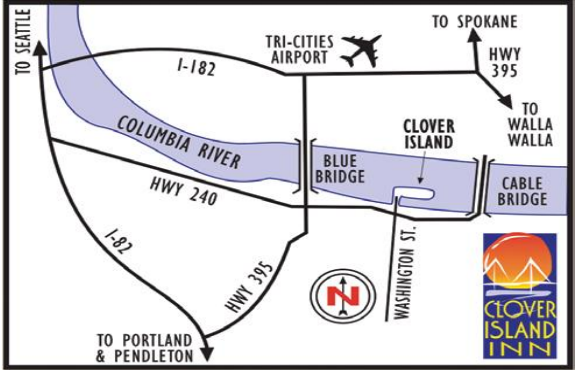 TO SEATTLE
I-182
TRI-CITIES
AIRPORT
TO SPOKANE
HWY
395
TO
WALLA
WALLA
COLUMBIA RIVER
BLUE
BRIDGE
CLOVER
ISLAND
CABLE
BRIDGE
HWY 240
I-82
HWY 395
WASHINGTON ST.
N
TO PORTLAND
& PENDLETON
CLOVER
ISLAND
INN